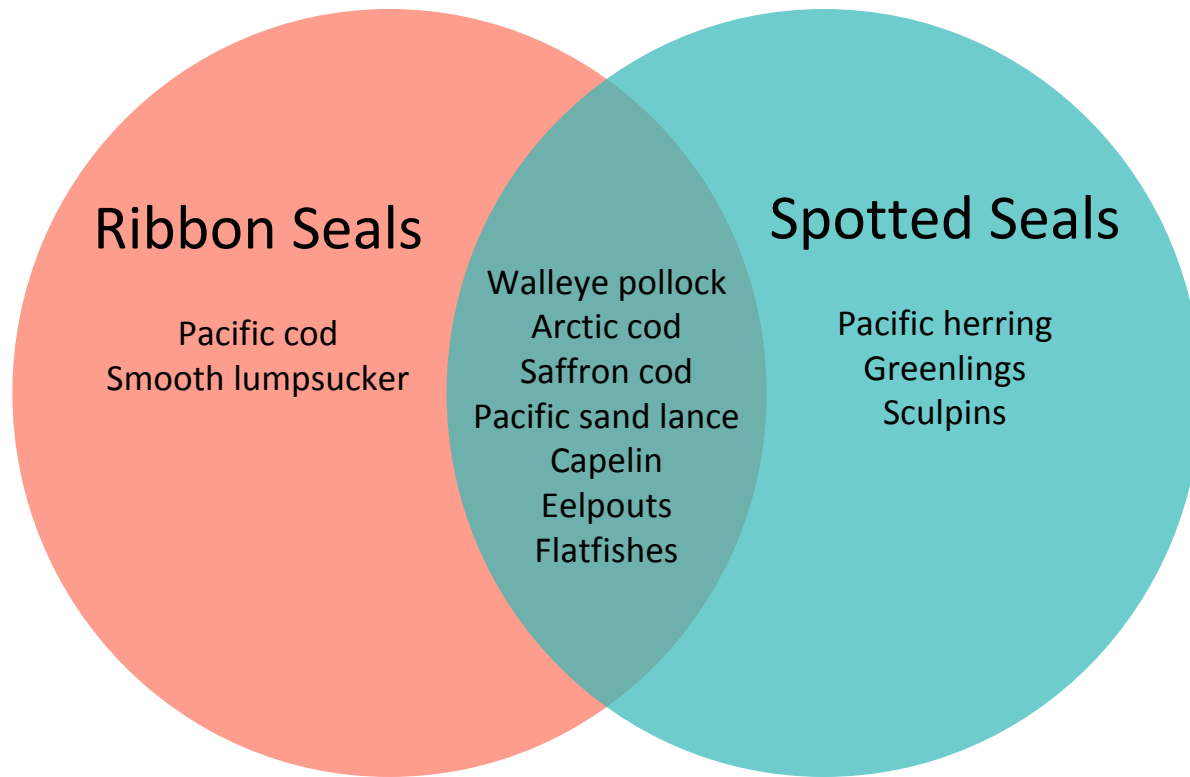 Ribbon Seals
Pacific cod
Smooth lumpsucker
Walleye pollock
Arctic cod
Saffron cod
Pacific sand lance
Capelin
Eelpouts
Flatfishes
Spotted Seals
Pacific herring
Greenlings
Sculpins